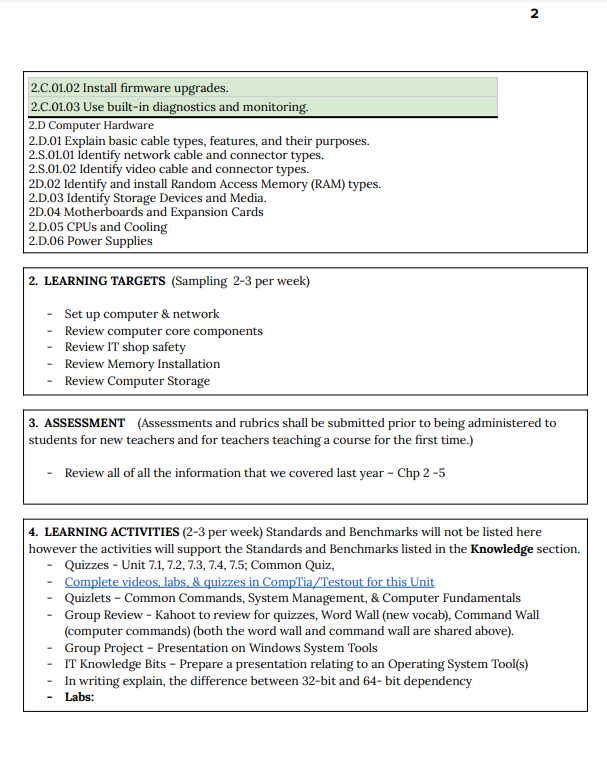 2
2.C.01.02 Install firmware upgrades.
2.C.01.03 Use built-in diagnostics and monitoring.
2.D Computer Hardware
2.D.01 Explain basic cable types, features, and their purposes.
2.S.01.01 Identify network cable and connector types.
2.S.01.02 Identify video cable and connector types.
2D.02 Identify and install Random Access Memory (RAM) types.
2.D.03 Identify Storage Devices and Media.
2D.04 Motherboards and Expansion Cards
2.D.05 CPUs and Cooling
2.D.06 Power Supplies
2. LEARNING TARGETS (Sampling 2-3 per week)
- Set up computer & network
- Review computer core components
- Review IT shop safety
- Review Memory Installation
- Review Computer Storage
3. ASSESSMENT (Assessments and rubrics shall be submitted prior to being administered to
students for new teachers and for teachers teaching a course for the first time.)
- Review all of all the information that we covered last year – Chp 2 -5
4. LEARNING ACTIVITIES (2-3 per week) Standards and Benchmarks will not be listed here
however the activities will support the Standards and Benchmarks listed in the Knowledge section.
- Quizzes - Unit 7.1, 7.2, 7.3, 7.4, 7.5; Common Quiz,
- Complete videos, labs, & quizzes in CompTia/Testout for this Unit
- Quizlets – Common Commands, System Management, & Computer Fundamentals
- Group Review - Kahoot to review for quizzes, Word Wall (new vocab), Command Wall
(computer commands) (both the word wall and command wall are shared above).
- Group Project – Presentation on Windows System Tools
- IT Knowledge Bits – Prepare a presentation relating to an Operating System Tool(s)
- In writing explain, the difference between 32-bit and 64- bit dependency
- Labs: